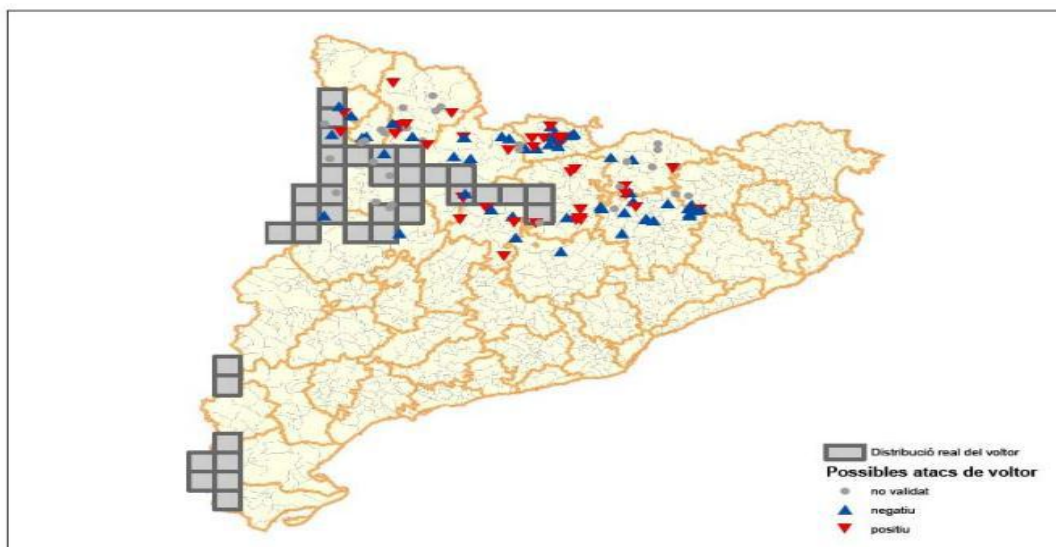 Distribució real del voltor
Possibles atacs de voltor
no validat
negatiu
positiu